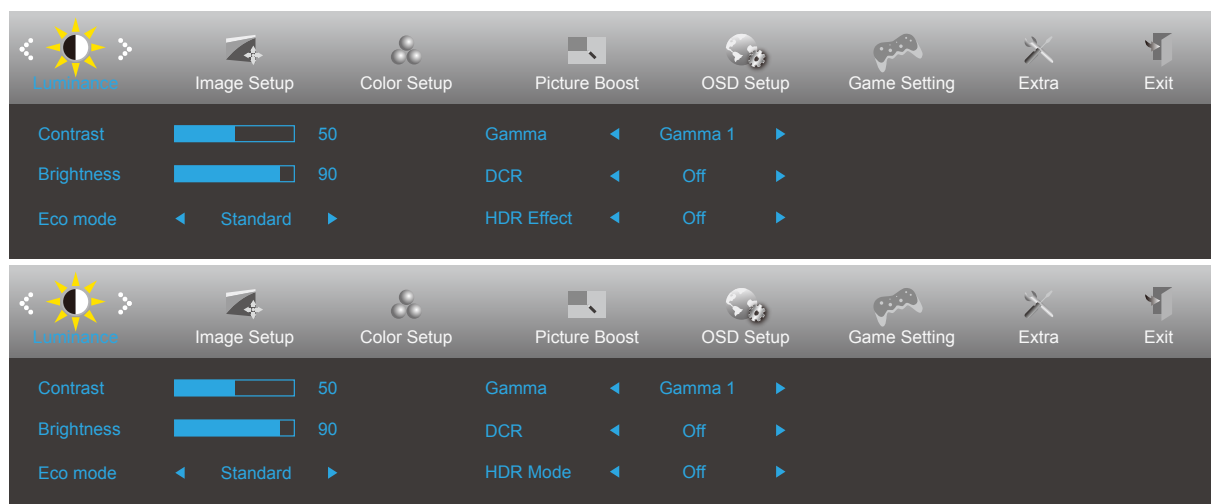 Luminance Image Setup Color Setup Picture Boost OSD Setup Game Setting Extra Exit
Contrast 50 Gamma Gamma 1
Brightness 90 DCR Off
Eco mode Standard HDR Effect Off
Luminance Image Setup Color Setup Picture Boost OSD Setup Game Setting Extra Exit
Contrast 50 Gamma Gamma 1
Brightness 90 DCR Off
Eco mode Standard HDR Mode Off